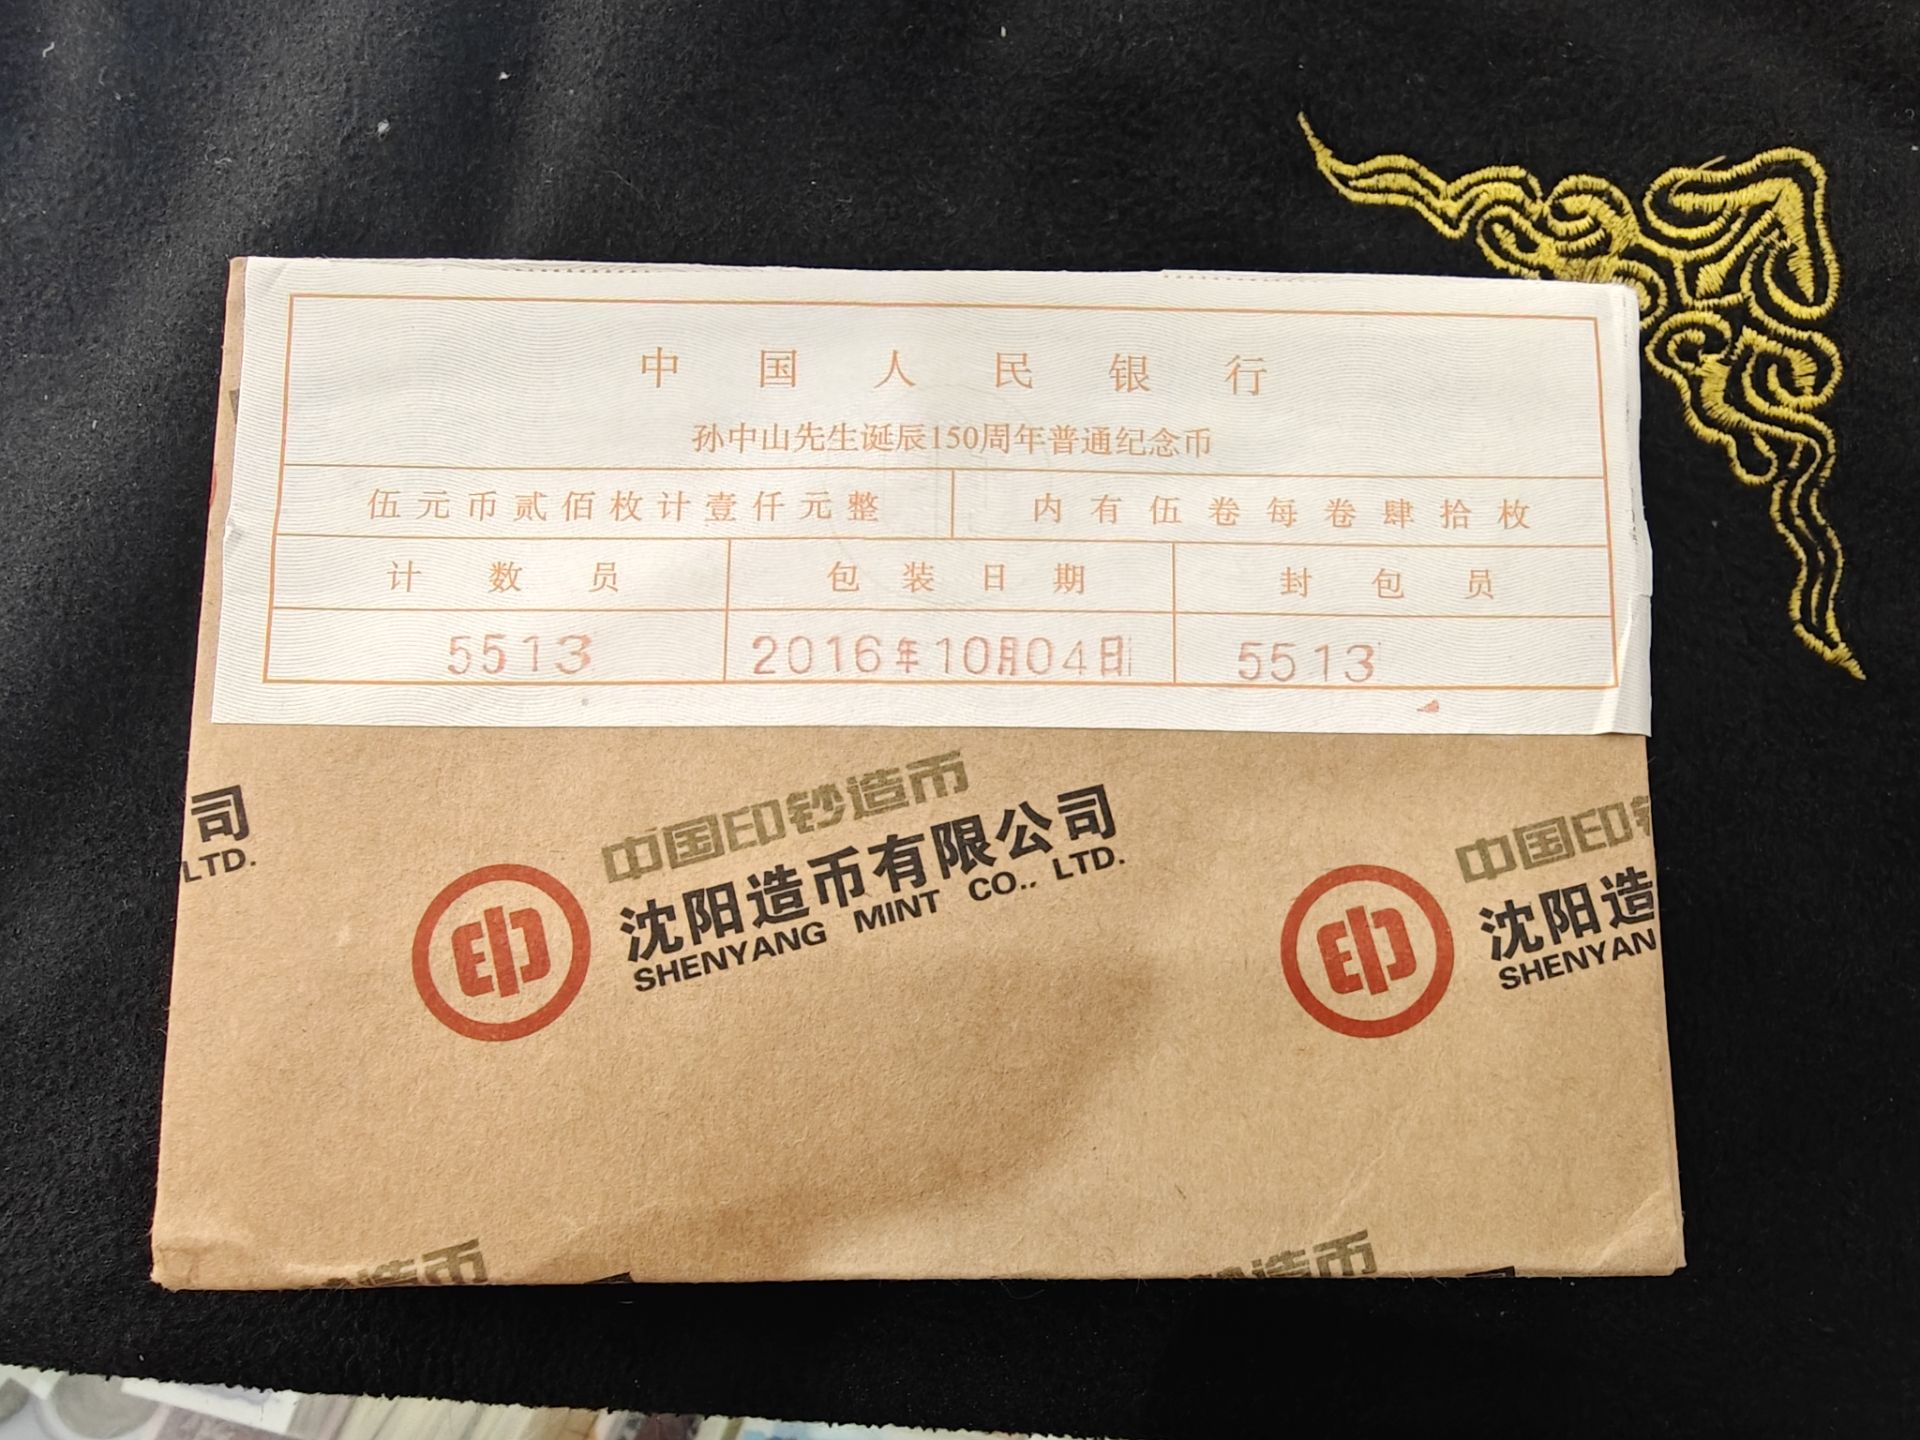 中国人民银行
孙中山先生诞辰150周年普通纪念币
伍元币贰佰枚计壹仟元整 内有伍卷每卷肆拾枚
计数员 包装日期 封包员
5513 2016年10月04日 5513
司
LTD.
中国印钞造币
沈阳造币有限公司
SHENYANG MINT CO., LTD.
印
中国印钞
沈阳造
SHENYAN
印
造币
钞造币